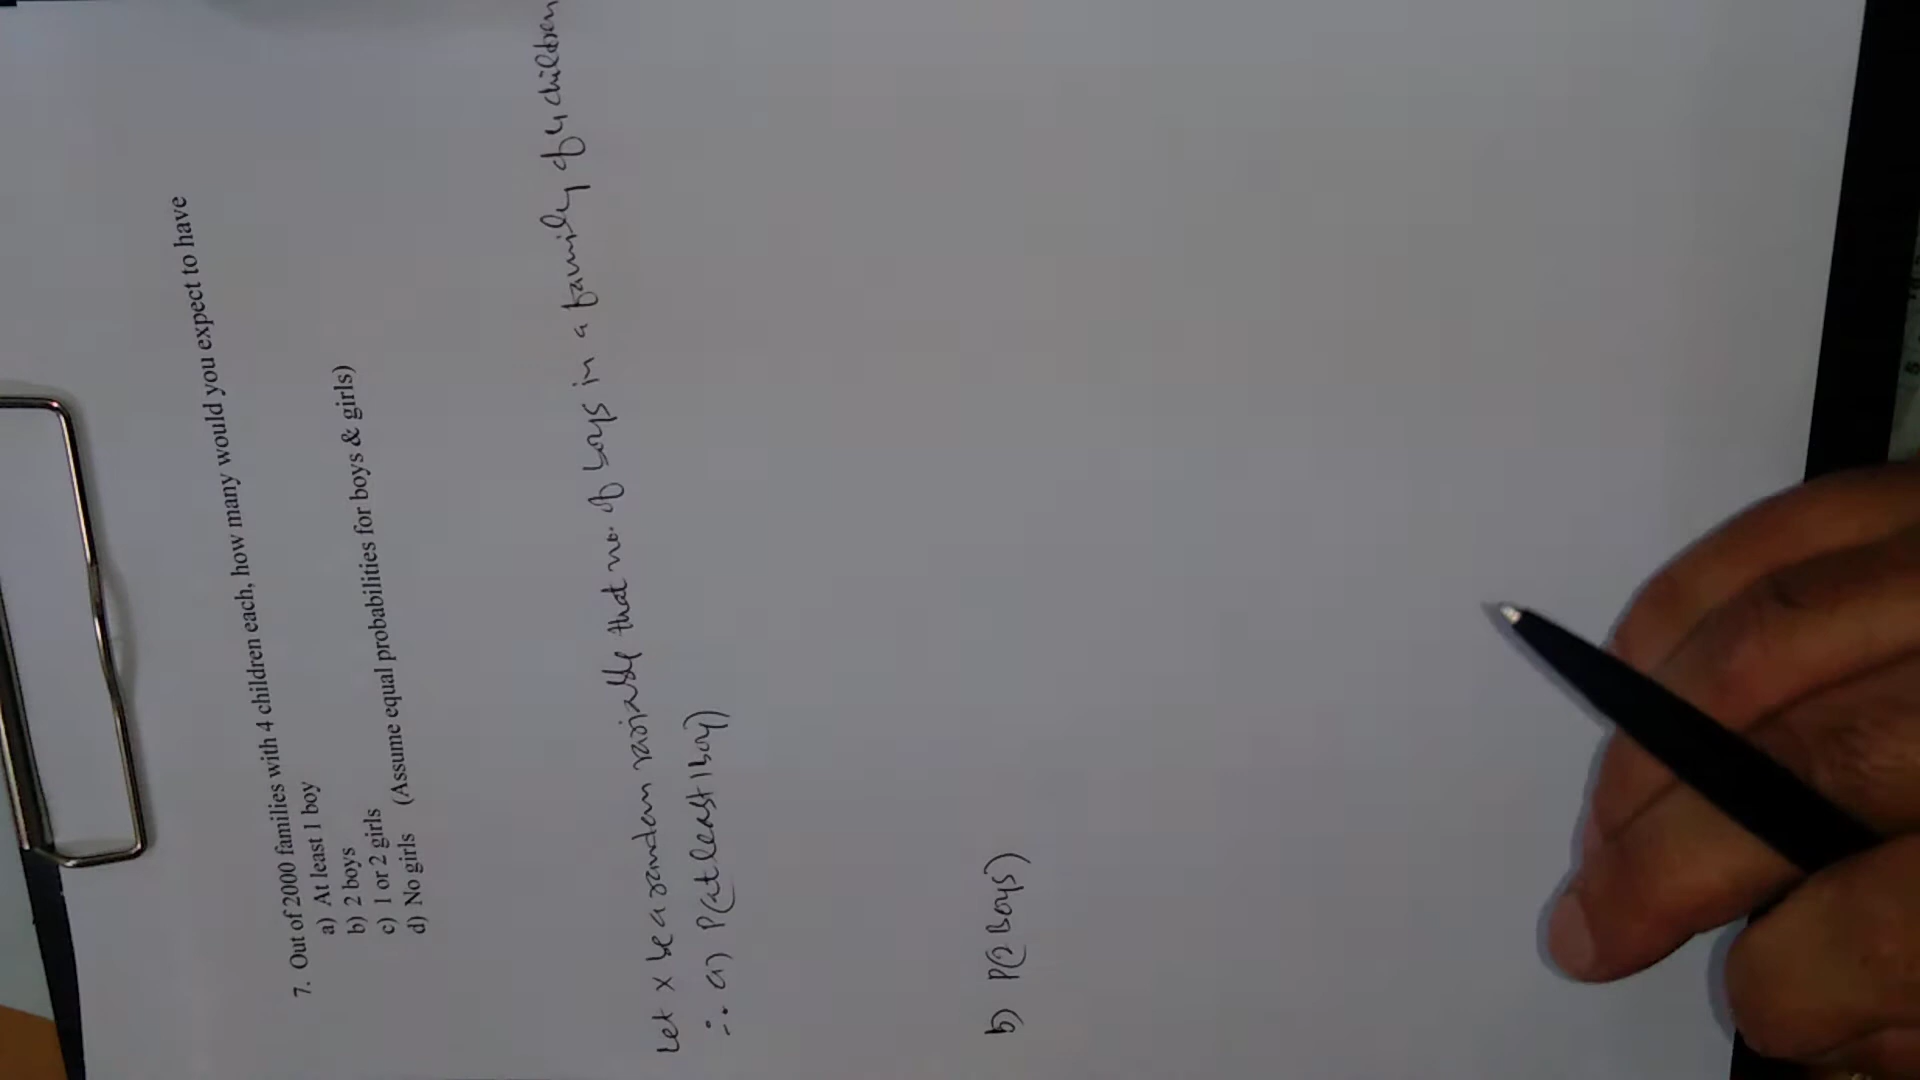 7. Out of 2000 families with 4 children each, how many would you expect to have
a) At least 1 boy
b) 2 boys
c) 1 or 2 girls
d) No girls (Assume equal probabilities for boys & girls)
Let x be a random variable that no. of boys in a family of 4 children
∴ a) P(atleast 1 boy)
b) P(2 Boys)